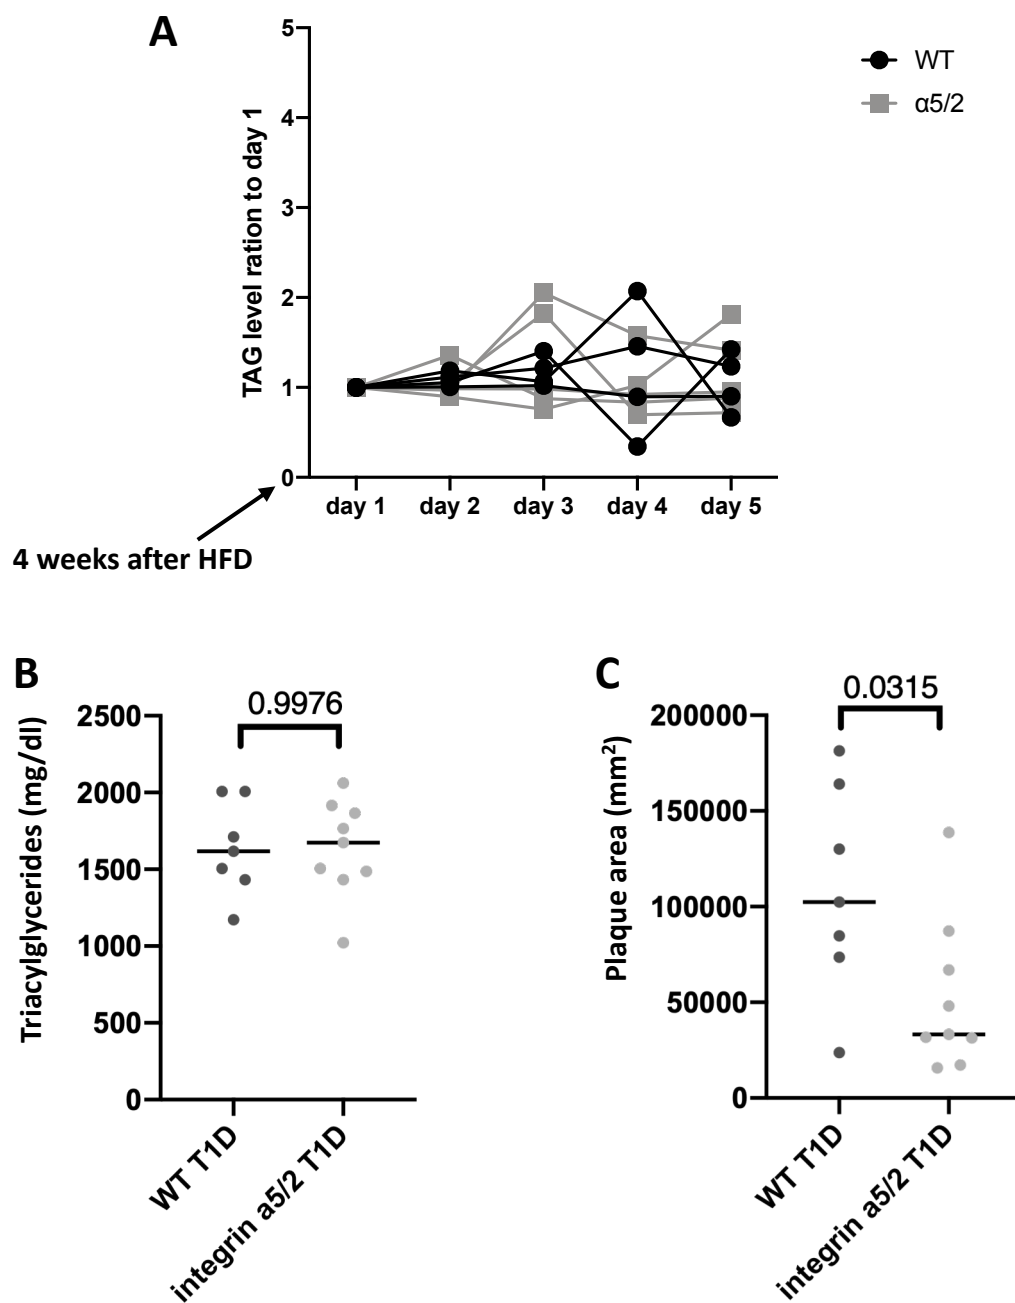 A
TAG level ration to day 1
5
4
3
2
1
0
day 1 day 2 day 3 day 4 day 5
WT
α5/2
4 weeks after HFD
B
0.9976
Triacylglycerides (mg/dl)
2500
2000
1500
1000
500
0
WT T1D
integrin a5/2 T1D
C
0.0315
Plaque area (mm²)
200000
150000
100000
50000
0
WT T1D
integrin a5/2 T1D